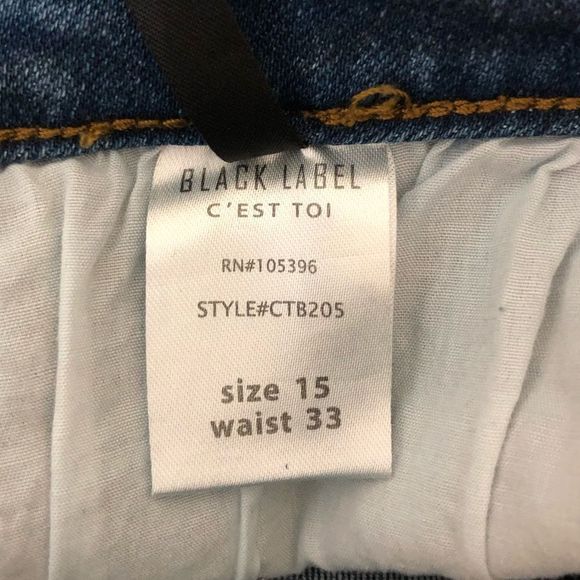 BLACK LABEL
C'EST TOI
RN#105396
STYLE#CTB205
size 15
waist 33